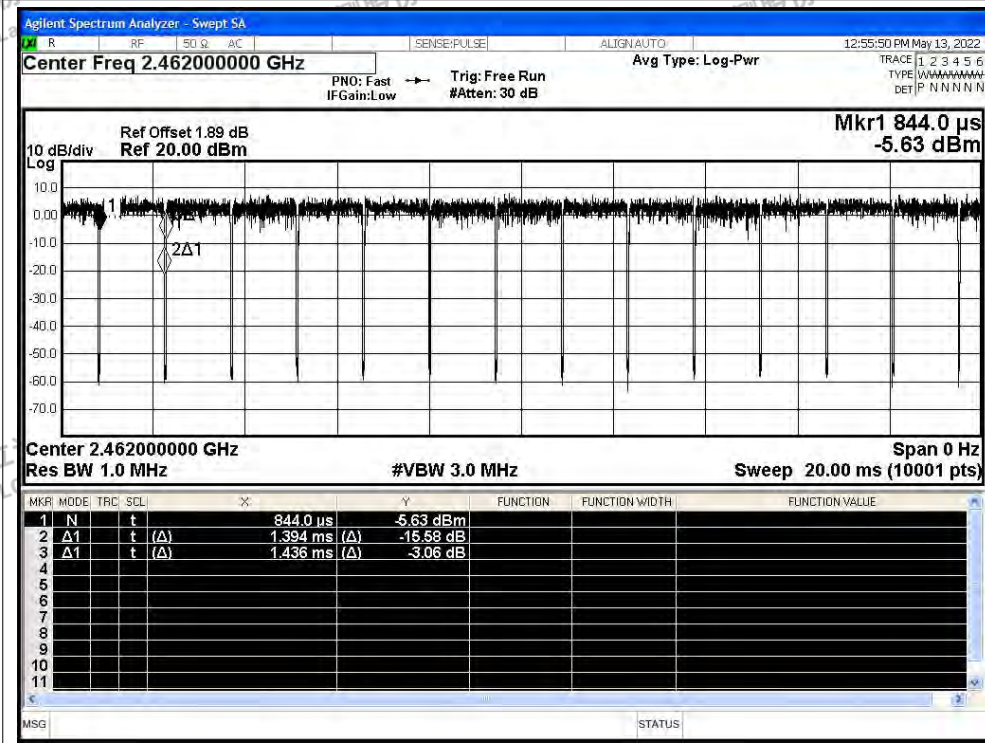 Agilent Spectrum Analyzer - Swept SA
LXI R RF 50 Ω AC SENSE:PULSE ALIGN AUTO 12:55:50 PM May 13, 2022
Center Freq 2.462000000 GHz
PNO: Fast
IFGain:Low
Trig: Free Run
#Atten: 30 dB
Avg Type: Log-Pwr
TRACE 1 2 3 4 5 6
TYPE WWWWWWW
DET P N N N N N
Mkr1 844.0 µs
-5.63 dBm
Ref Offset 1.89 dB
10 dB/div Ref 20.00 dBm
Log
10.0
0.00
-10.0
-20.0
-30.0
-40.0
-50.0
-60.0
-70.0
1
2Δ1
Center 2.462000000 GHz Span 0 Hz
Res BW 1.0 MHz #VBW 3.0 MHz Sweep 20.00 ms (10001 pts)
MKR MODE TRC SCL X Y FUNCTION FUNCTION WIDTH FUNCTION VALUE
1 N t 844.0 µs -5.63 dBm
2 Δ1 t (Δ) 1.394 ms (Δ) -15.58 dB
3 Δ1 t (Δ) 1.436 ms (Δ) -3.06 dB
4
5
6
7
8
9
10
11
MSG STATUS